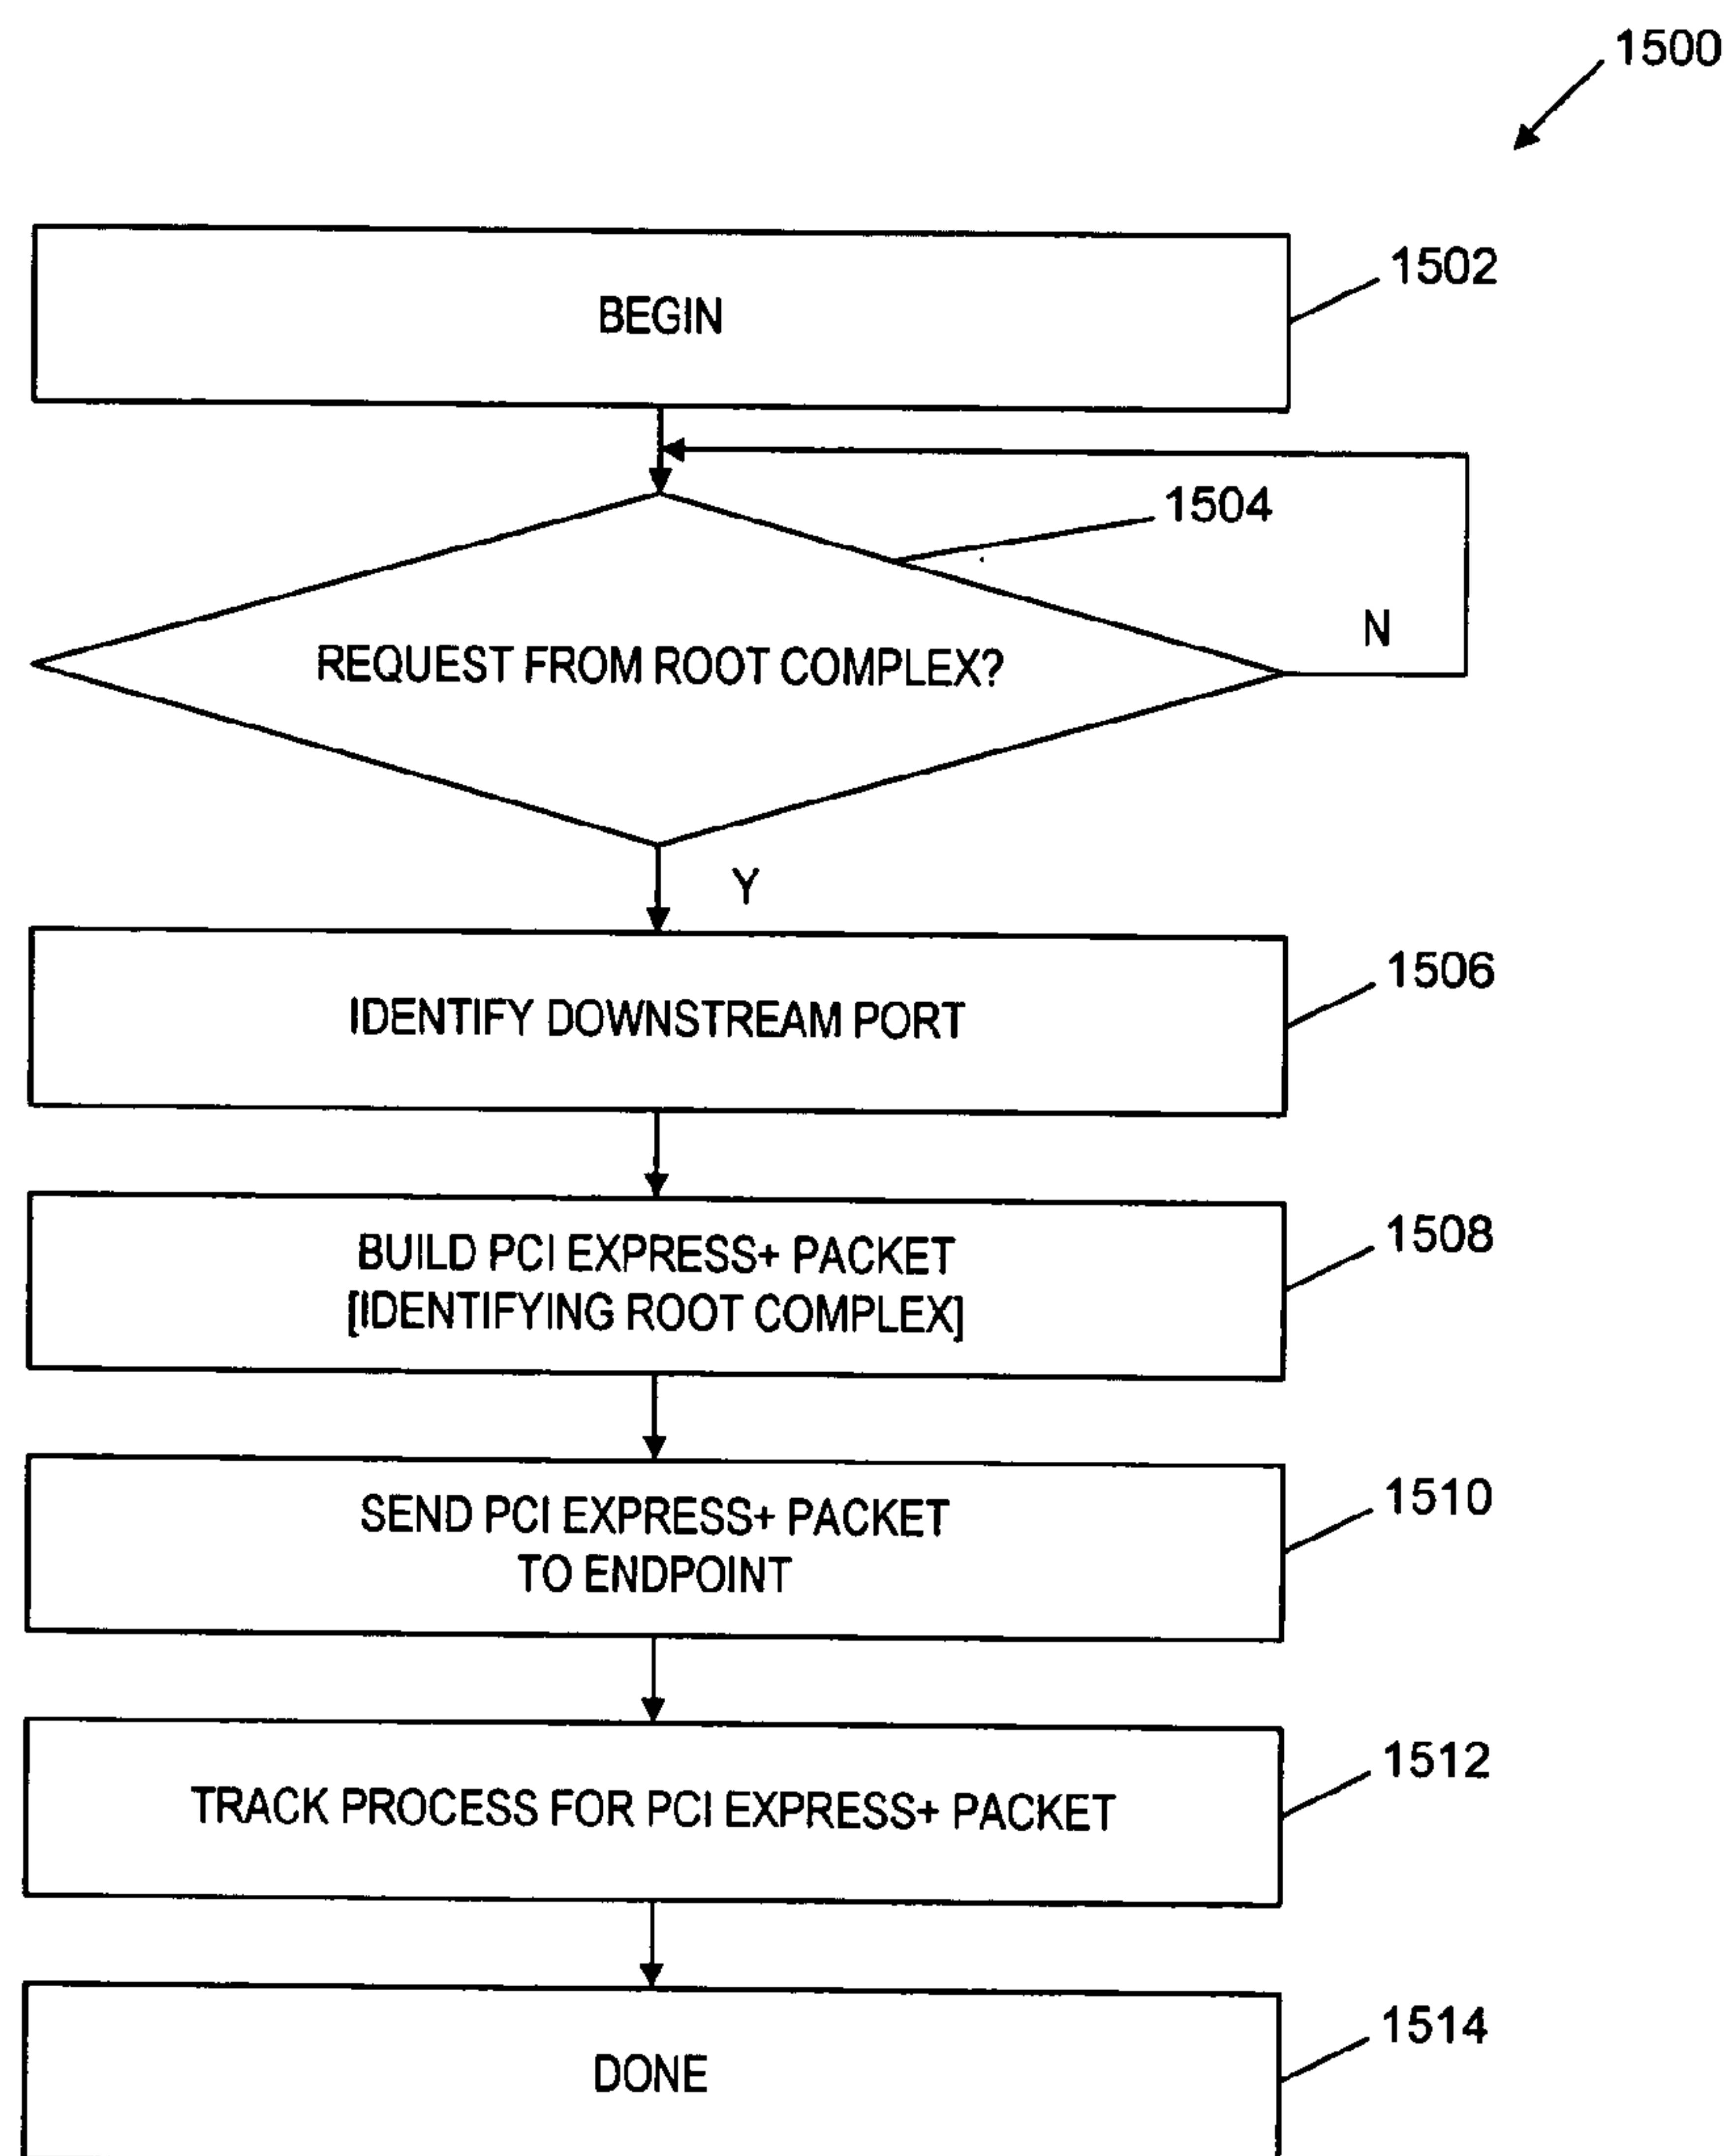 1500
1502
BEGIN
1504
N
REQUEST FROM ROOT COMPLEX?
Y
1506
IDENTIFY DOWNSTREAM PORT
1508
BUILD PCI EXPRESS+ PACKET
[IDENTIFYING ROOT COMPLEX]
1510
SEND PCI EXPRESS+ PACKET
TO ENDPOINT
1512
TRACK PROCESS FOR PCI EXPRESS+ PACKET
1514
DONE